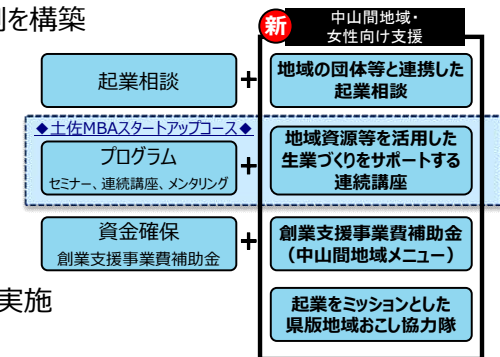 制を構築
新
中山間地域・
女性向け支援
起業相談
+
地域の団体等と連携した
起業相談
◆土佐MBAスタートアップコース◆
プログラム
セミナー、連続講座、メンタリング
+
地域資源等を活用した
生業づくりをサポートする
連続講座
資金確保
創業支援事業費補助金
+
創業支援事業費補助金
(中山間地域メニュー)
実施
起業をミッションとした
県版地域おこし協力隊